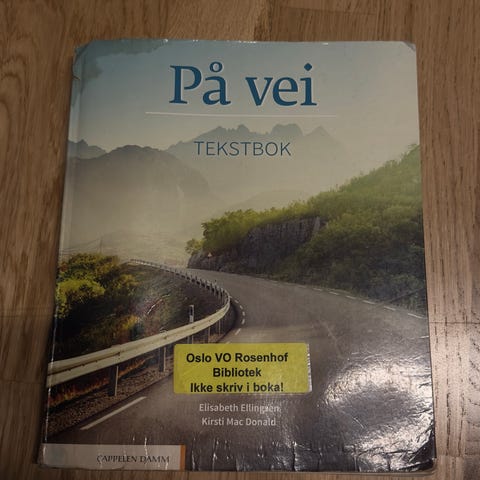 På vei
TEKSTBOK
Oslo VO Rosenhof
Bibliotek
Ikke skriv i boka!
Elisabeth Ellingsen
Kirsti Mac Donald
CAPPELEN DAMM